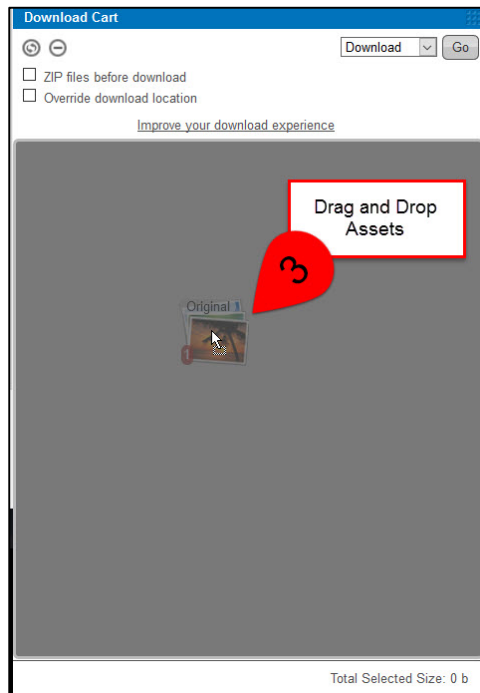 Download Cart
Download
Go
ZIP files before download
Override download location
Improve your download experience
Drag and Drop
Assets
3
Original 1
1
Total Selected Size: 0 b